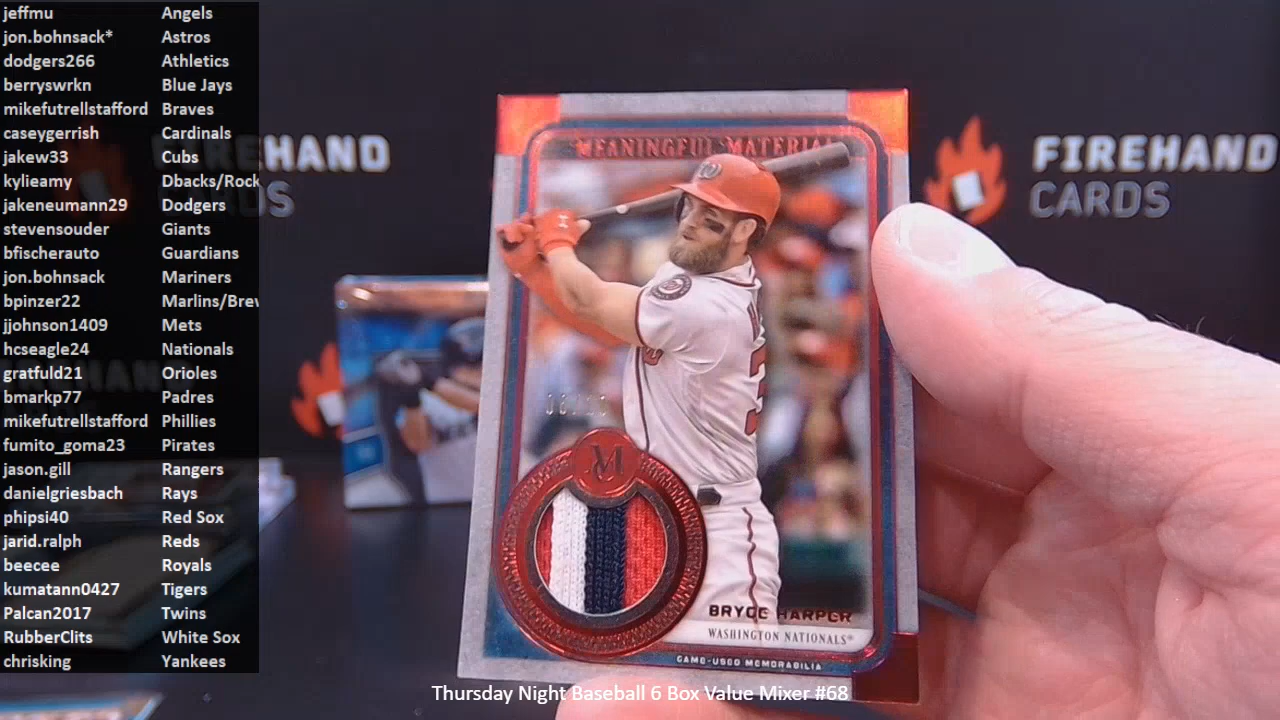 jeffmu Angels
jon.bohnsack* Astros
dodgers266 Athletics
berryswrkn Blue Jays
mikefutrellstafford Braves
caseygerrish Cardinals
jakew33 Cubs
kylieamy Dbacks/Rock
jakeneumann29 Dodgers
stevensouder Giants
bfischerauto Guardians
jon.bohnsack Mariners
bpinzer22 Marlins/Brew
jjohnson1409 Mets
hcseagle24 Nationals
gratfuld21 Orioles
bmarkp77 Padres
mikefutrellstafford Phillies
fumito_goma23 Pirates
jason.gill Rangers
danielgriesbach Rays
phipsi40 Red Sox
jarid.ralph Reds
beecee Royals
kumatann0427 Tigers
Palcan2017 Twins
RubberClits White Sox
chrisking Yankees
FIREHAND
CARDS
FIREHAND
CARDS
MEANINGFUL MATERIAL
M
BRYCE HARPER
WASHINGTON NATIONALS®
GAME-USED MEMORABILIA
Thursday Night Baseball 6 Box Value Mixer #68